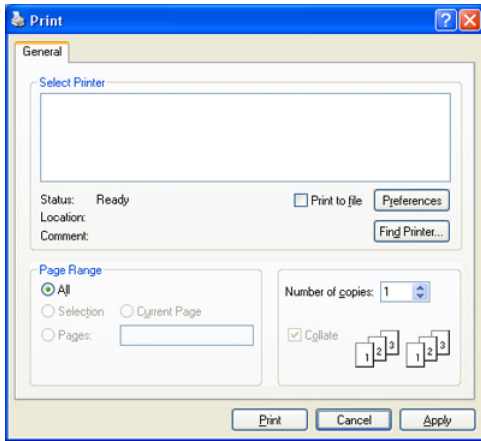 Print
General
Select Printer
Status: Ready
Print to file
Preferences
Location:
Comment:
Find Printer...
Page Range
All
Selection
Current Page
Pages:
Number of copies: 1
Collate
1 2 3 1 2 3
Print Cancel Apply